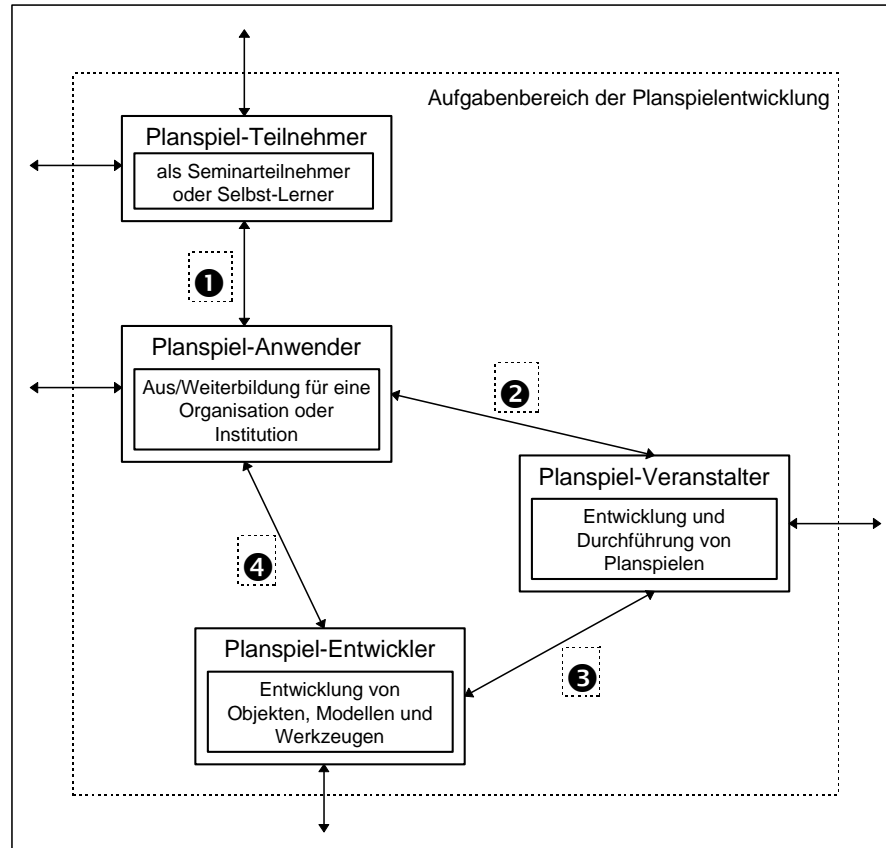 Aufgabenbereich der Planspielentwicklung
Planspiel-Teilnehmer
als Seminarteilnehmer
oder Selbst-Lerner
❶
Planspiel-Anwender
Aus/Weiterbildung für eine
Organisation oder
Institution
❷
Planspiel-Veranstalter
Entwicklung und
Durchführung von
Planspielen
❹
Planspiel-Entwickler
Entwicklung von
Objekten, Modellen und
Werkzeugen
❸